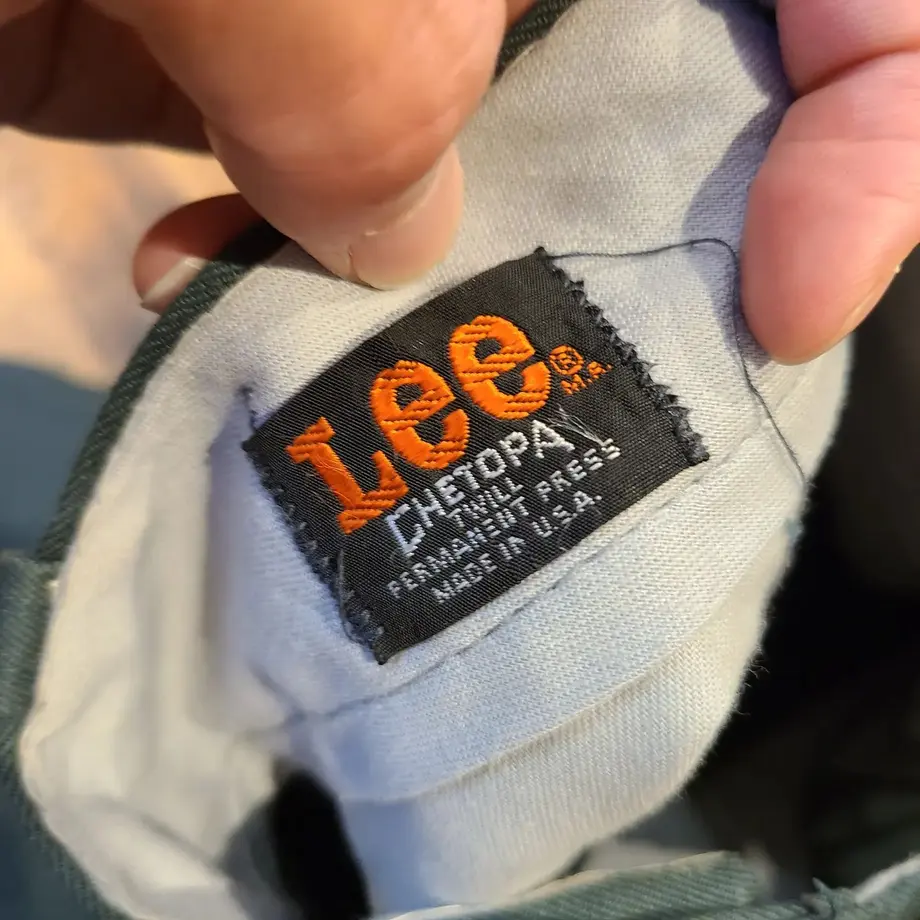 Lee®
M.R.
CHETOPA
TWILL
PERMANENT PRESS
MADE IN U.S.A.